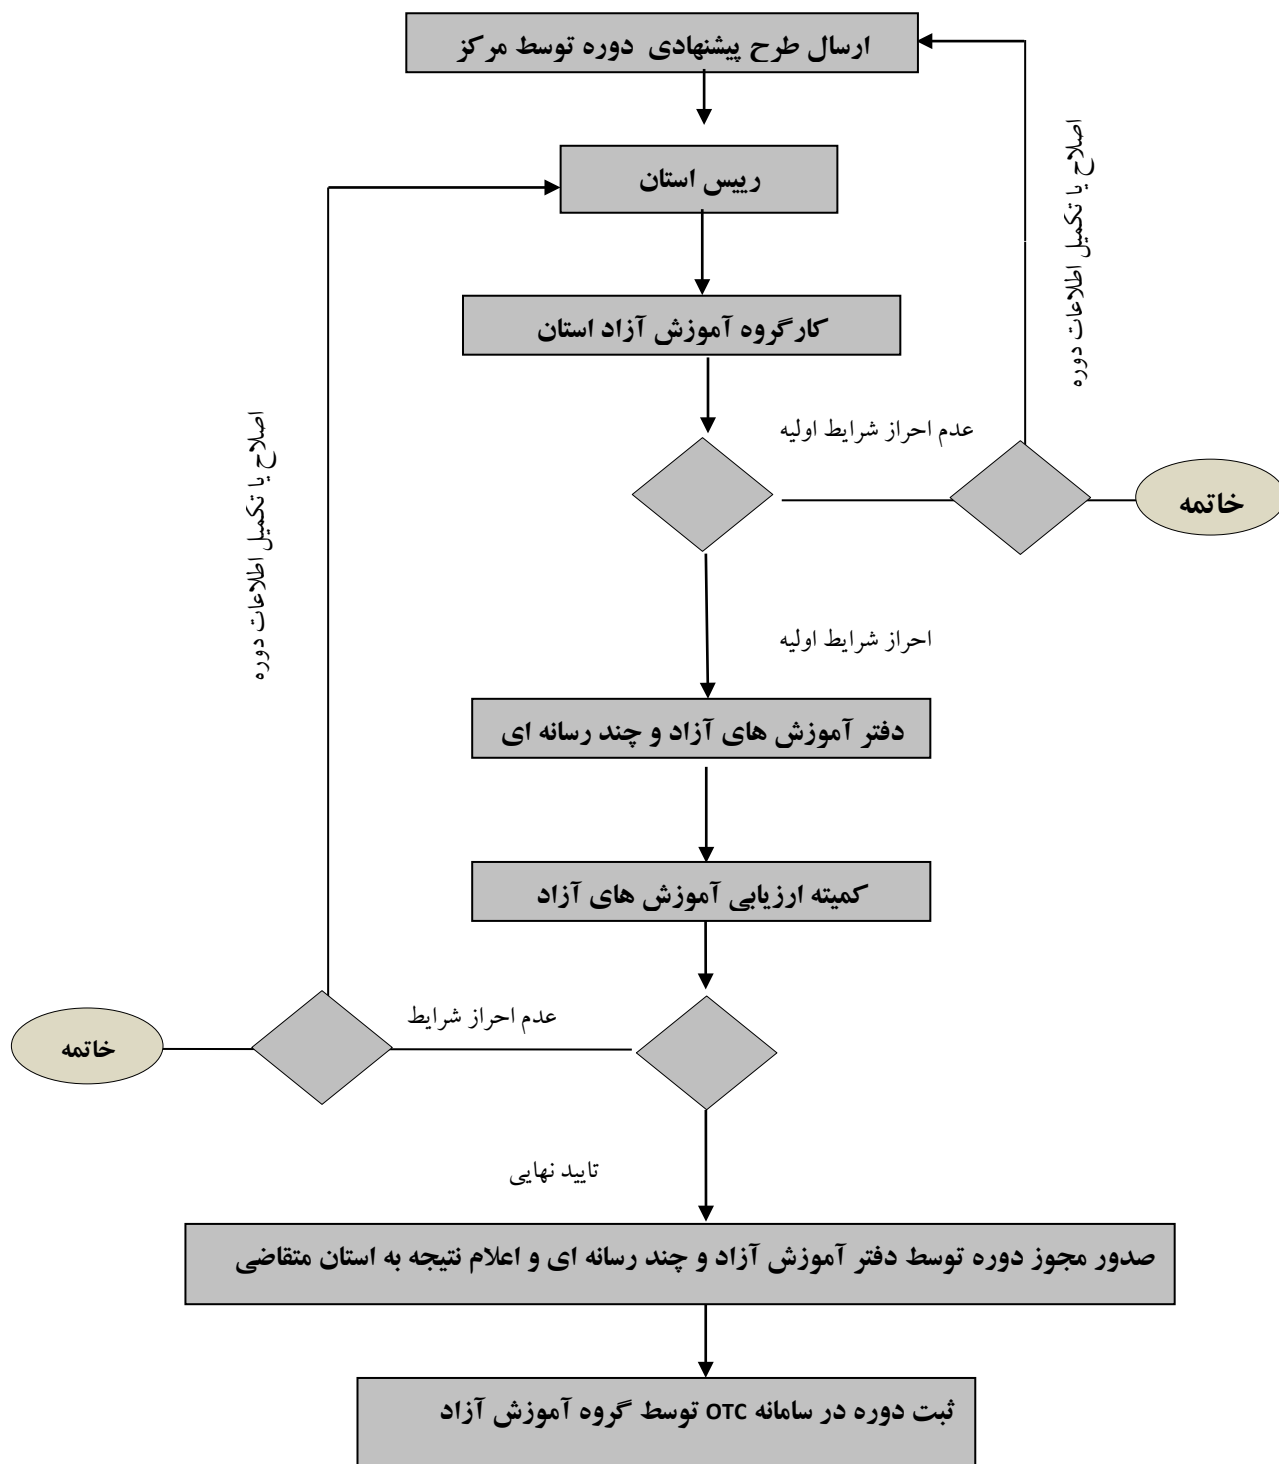 ارسال طرح پیشنهادی دوره توسط مرکز
اصلاح یا تکمیل اطلاعات دوره
رییس استان
کارگروه آموزش آزاد استان
عدم احراز شرایط اولیه
خاتمه
اصلاح یا تکمیل اطلاعات دوره
احراز شرایط اولیه
دفتر آموزش های آزاد و چند رسانه ای
کمیته ارزیابی آموزش های آزاد
عدم احراز شرایط
خاتمه
تایید نهایی
صدور مجوز دوره توسط دفتر آموزش آزاد و چند رسانه ای و اعلام نتیجه به استان متقاضی
ثبت دوره در سامانه OTC توسط گروه آموزش آزاد